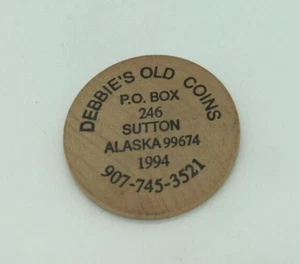 DEBBIE'S OLD COINS
P.O. BOX
246
SUTTON
ALASKA 99674
1994
907-745-3521